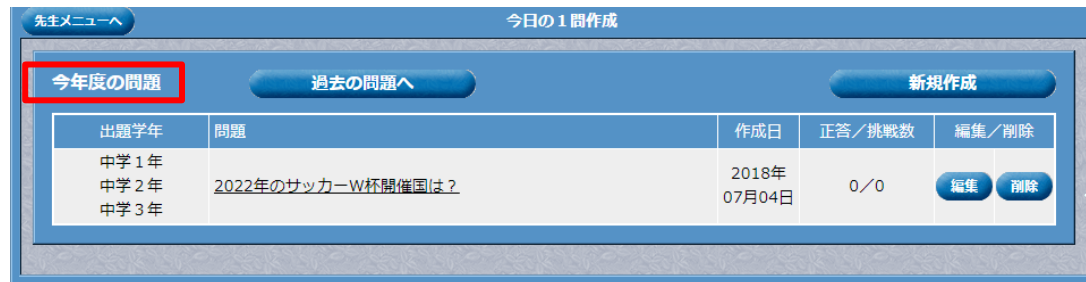 先生メニューへ 今日の１問作成
今年度の問題 過去の問題へ 新規作成
出題学年 問題 作成日 正答／挑戦数 編集／削除
中学１年
中学２年
中学３年
2022年のサッカーW杯開催国は？
2018年
07月04日
0／0
編集 削除